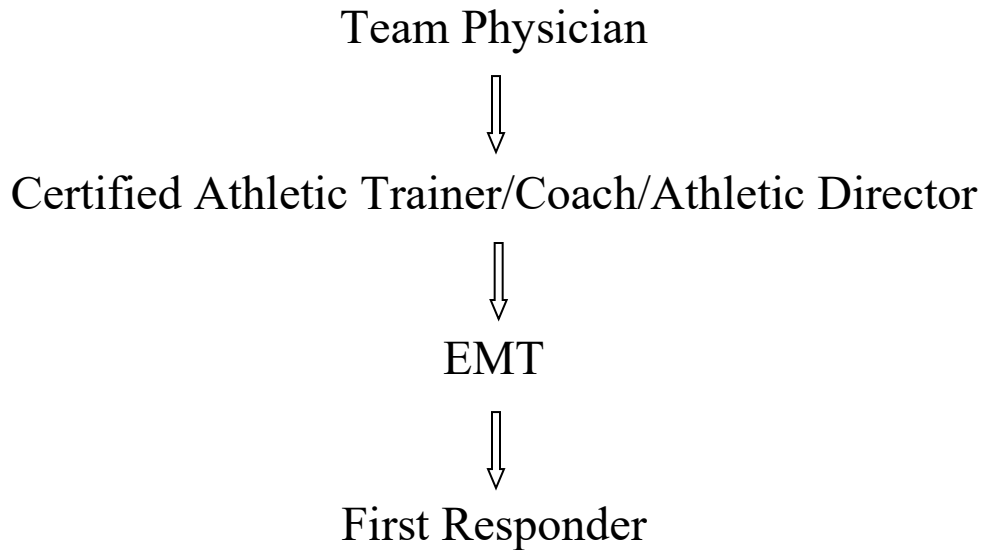 Team Physician
Certified Athletic Trainer/Coach/Athletic Director
EMT
First Responder